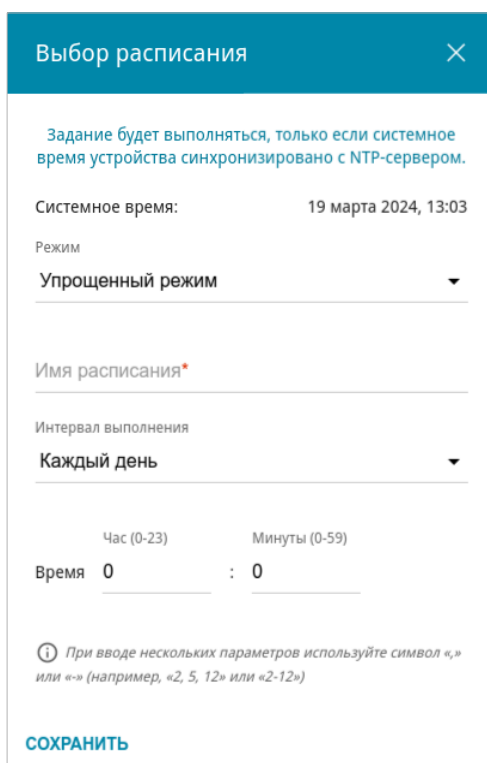 Выбор расписания
Задание будет выполняться, только если системное
время устройства синхронизировано с NTP-сервером.
Системное время: 19 марта 2024, 13:03
Режим
Упрощенный режим
Имя расписания*
Интервал выполнения
Каждый день
Час (0-23) Минуты (0-59)
Время 0 : 0
При вводе нескольких параметров используйте символ «,»
или «-» (например, «2, 5, 12» или «2-12»)
СОХРАНИТЬ